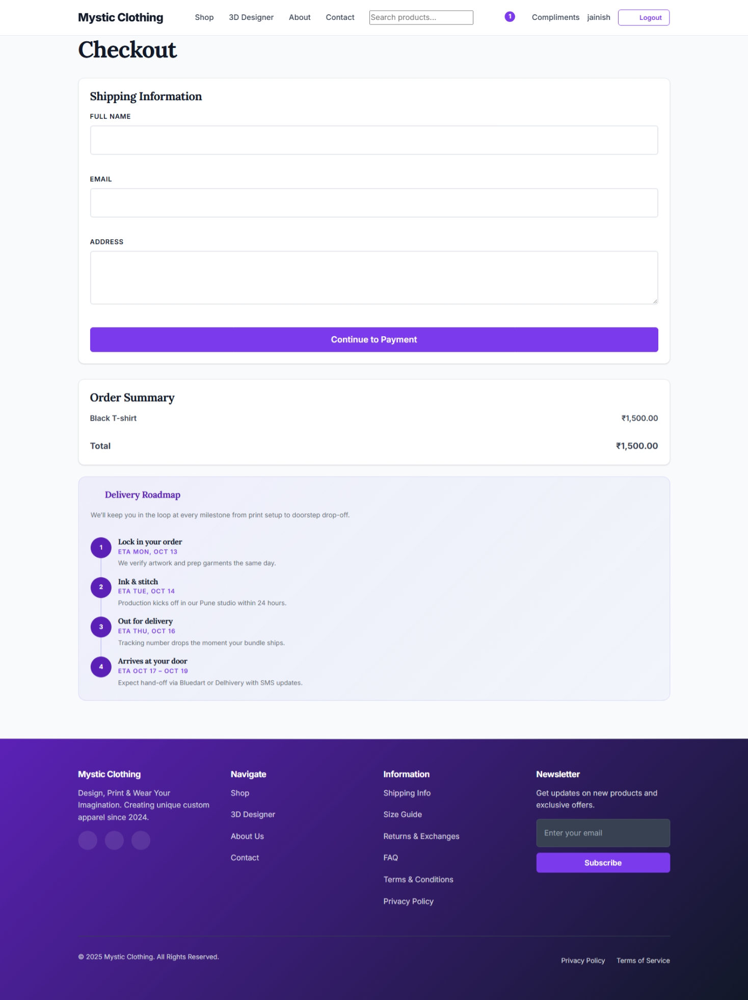 Mystic Clothing
Shop
3D Designer
About
Contact
Search products...
1
Compliments
jainish
Logout
Checkout
Shipping Information
FULL NAME
EMAIL
ADDRESS
Continue to Payment
Order Summary
Black T-shirt ₹1,500.00
Total ₹1,500.00
Delivery Roadmap
We'll keep you in the loop at every milestone from print setup to doorstep drop-off.
1
Lock in your order
ETA MON, OCT 13
We verify artwork and prep garments the same day.
2
Ink & stitch
ETA TUE, OCT 14
Production kicks off in our Pune studio within 24 hours.
3
Out for delivery
ETA THU, OCT 16
Tracking number drops the moment your bundle ships.
4
Arrives at your door
ETA OCT 17 – OCT 19
Expect hand-off via Bluedart or Delhivery with SMS updates.
Mystic Clothing
Design, Print & Wear Your
Imagination. Creating unique custom
apparel since 2024.
Navigate
Shop
3D Designer
About Us
Contact
Information
Shipping Info
Size Guide
Returns & Exchanges
FAQ
Terms & Conditions
Privacy Policy
Newsletter
Get updates on new products and
exclusive offers.
Enter your email
Subscribe
© 2025 Mystic Clothing. All Rights Reserved.
Privacy Policy
Terms of Service